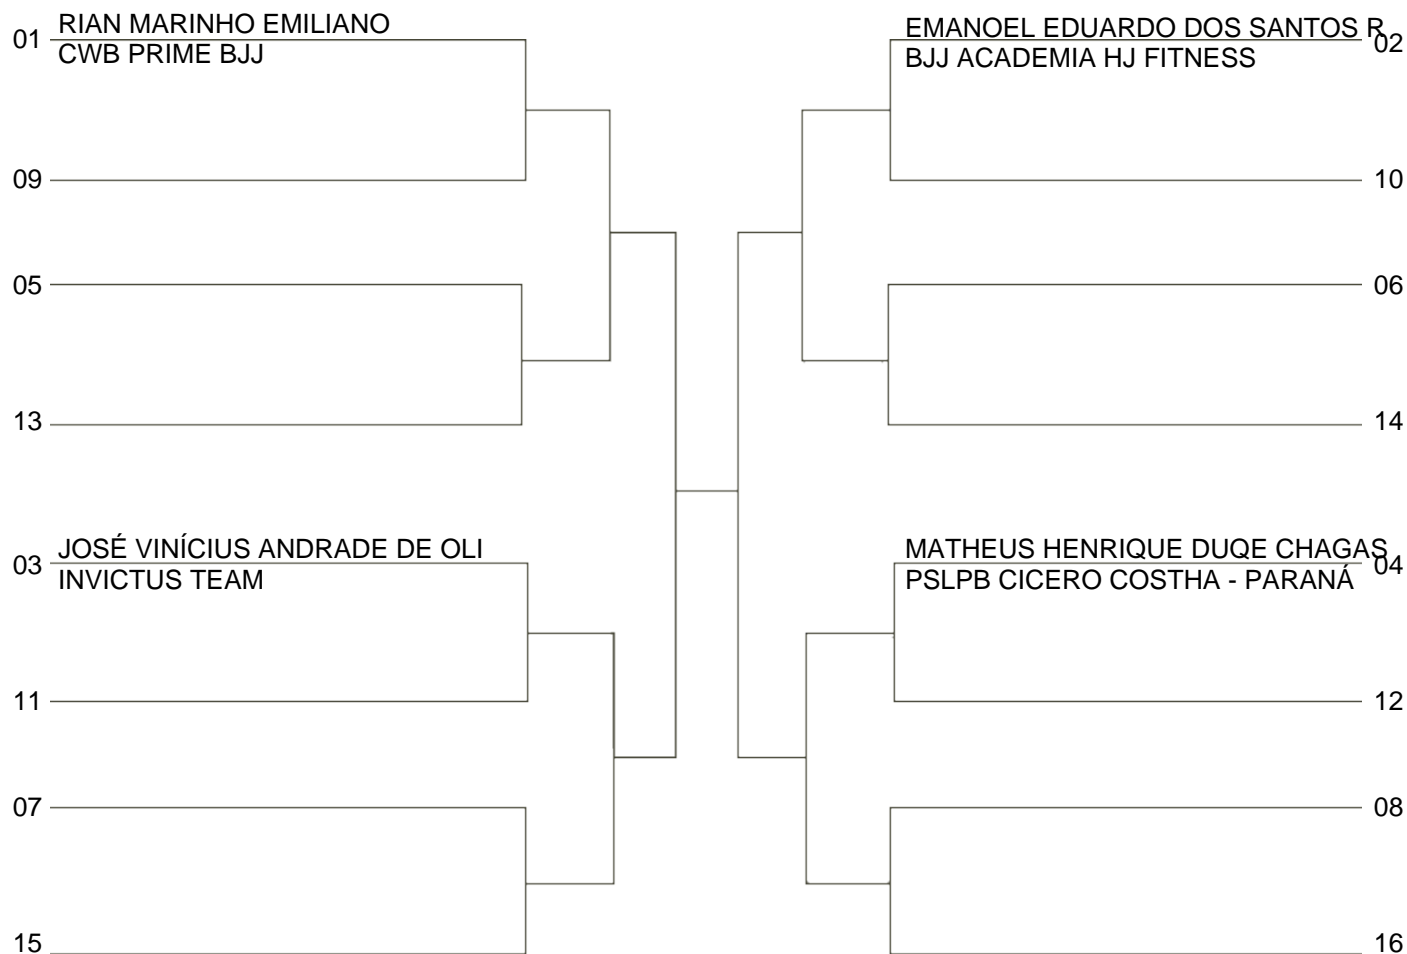 01
RIAN MARINHO EMILIANO
CWB PRIME BJJ
09
05
13
03
JOSÉ VINÍCIUS ANDRADE DE OLI
INVICTUS TEAM
11
07
15
EMANOEL EDUARDO DOS SANTOS R
02
BJJ ACADEMIA HJ FITNESS
10
06
14
MATHEUS HENRIQUE DUQE CHAGAS
04
PSLPB CICERO COSTHA - PARANÁ
12
08
16